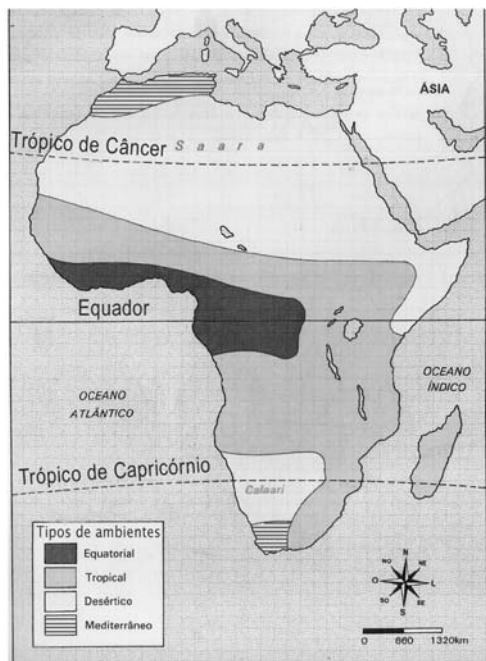 ÁSIA
Trópico de Câncer
Saara
Equador
OCEANO
ATLÂNTICO
OCEANO
ÍNDICO
Trópico de Capricórnio
Calaari
Tipos de ambientes
Equatorial
Tropical
Desértico
Mediterrâneo
N
NO
NE
O
L
SO
SE
S
0 660 1320km